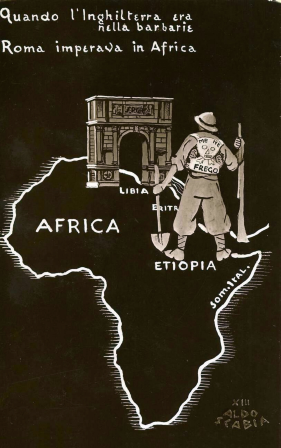 Quando l'Inghilterra era
nella barbarie
Roma imperava in Africa
ME NE
FREGO
LIBIA
ERITR
AFRICA
ETIOPIA
SOM. ITAL.
XIII
ALDO
STABIA